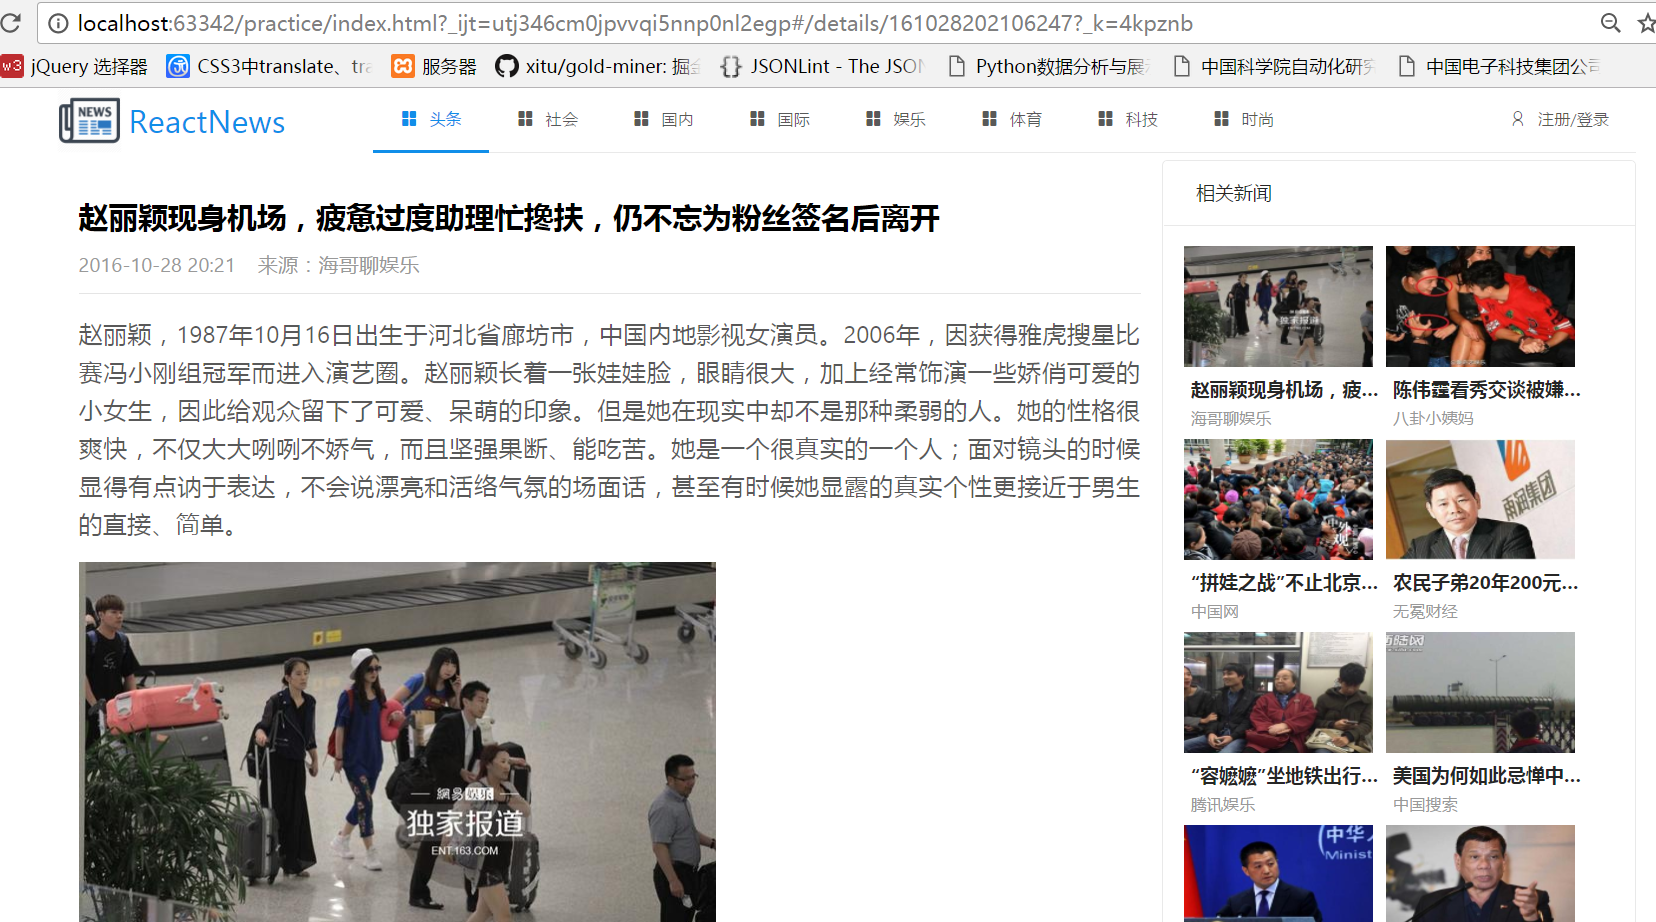 localhost:63342/practice/index.html?_ijt=utj346cm0jpvvqi5nnp0nl2egp#/details/161028202106247?_k=4kpznb
w3 jQuery 选择器 CSS3中translate、tra 服务器 xitu/gold-miner: 掘金 JSONLint - The JSON Python数据分析与展 中国科学院自动化研究 中国电子科技集团公司
NEWS ReactNews 头条 社会 国内 国际 娱乐 体育 科技 时尚 注册/登录
赵丽颖现身机场，疲惫过度助理忙搀扶，仍不忘为粉丝签名后离开
2016-10-28 20:21 来源：海哥聊娱乐
赵丽颖，1987年10月16日出生于河北省廊坊市，中国内地影视女演员。2006年，因获得雅虎搜星比
赛冯小刚组冠军而进入演艺圈。赵丽颖长着一张娃娃脸，眼睛很大，加上经常饰演一些娇俏可爱的
小女生，因此给观众留下了可爱、呆萌的印象。但是她在现实中却不是那种柔弱的人。她的性格很
爽快，不仅大大咧咧不娇气，而且坚强果断、能吃苦。她是一个很真实的一个人；面对镜头的时候
显得有点讷于表达，不会说漂亮和活络气氛的场面话，甚至有时候她显露的真实个性更接近于男生
的直接、简单。
網易娱乐
独家报道
ENT.163.COM
相关新闻
独家报道
赵丽颖现身机场，疲...
海哥聊娱乐
陈伟霆看秀交谈被嫌...
八卦小姨妈
中外观
“拼娃之战”不止北京...
中国网
雨润集团
农民子弟20年200元...
无冕财经
“容嬷嬷”坐地铁出行...
腾讯娱乐
美国为何如此忌惮中...
中国搜索
中华
Minist